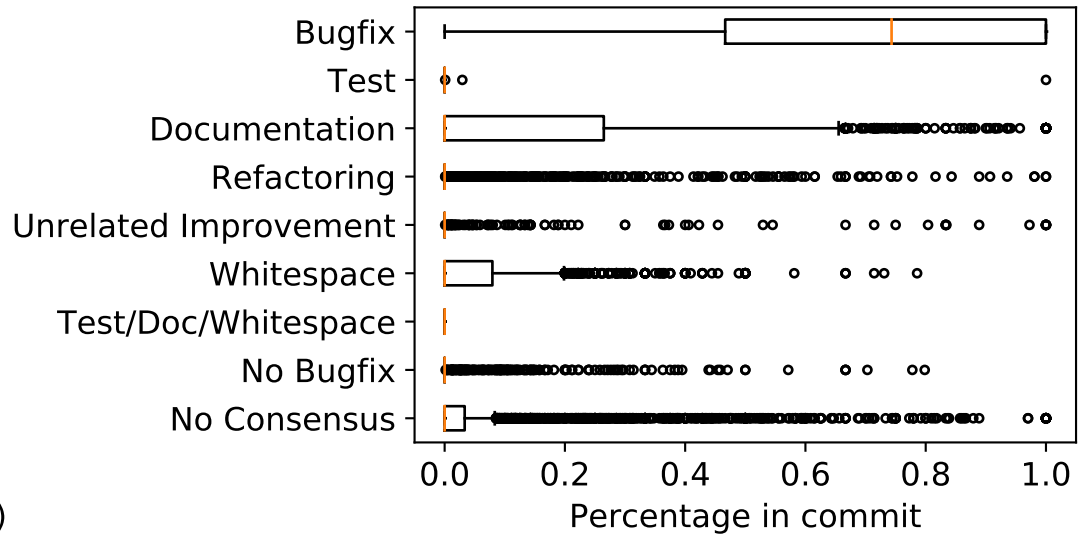 Bugfix
Test
Documentation
Refactoring
Unrelated Improvement
Whitespace
Test/Doc/Whitespace
No Bugfix
No Consensus
0.0 0.2 0.4 0.6 0.8 1.0
Percentage in commit
)